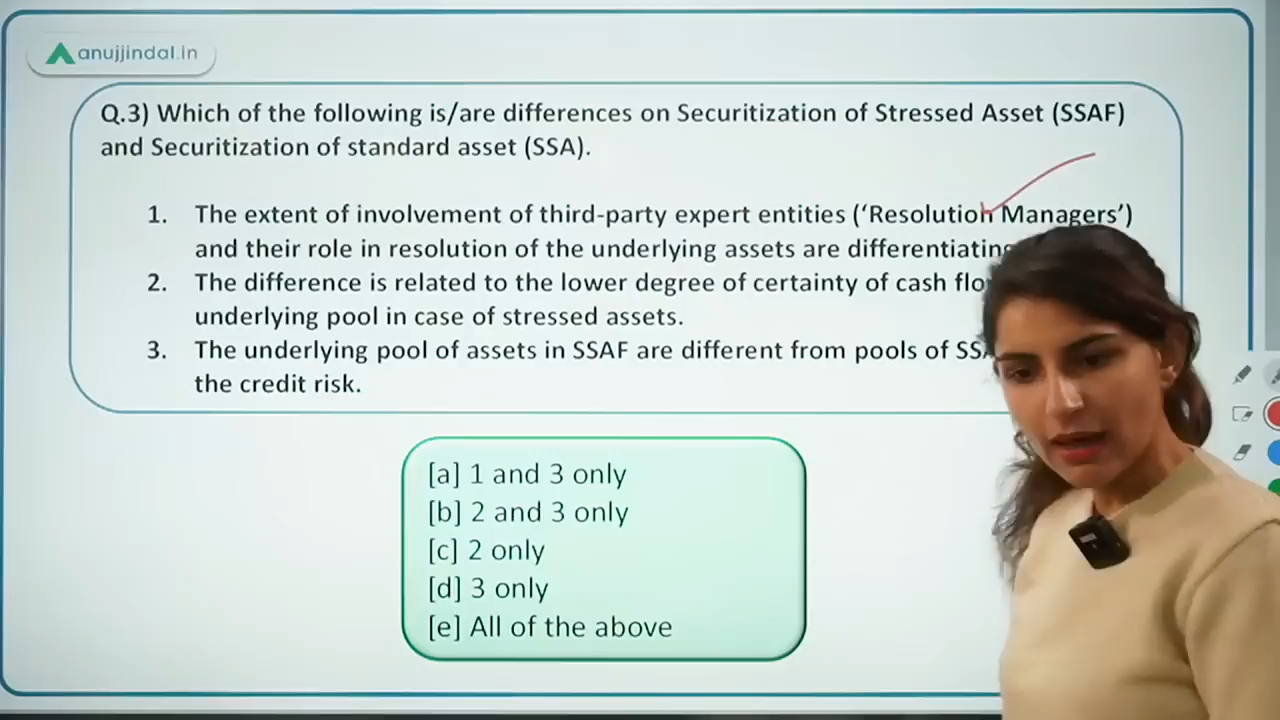 anujjindal.in
Q.3) Which of the following is/are differences on Securitization of Stressed Asset (SSAF)
and Securitization of standard asset (SSA).
1. The extent of involvement of third-party expert entities (‘Resolution Managers’)
and their role in resolution of the underlying assets are
2. The difference is related to the lower degree of certainty of cash
underlying pool in case of stressed assets.
3. The underlying pool of assets in SSAF are different from pools of
the credit risk.
[a] 1 and 3 only
[b] 2 and 3 only
[c] 2 only
[d] 3 only
[e] All of the above